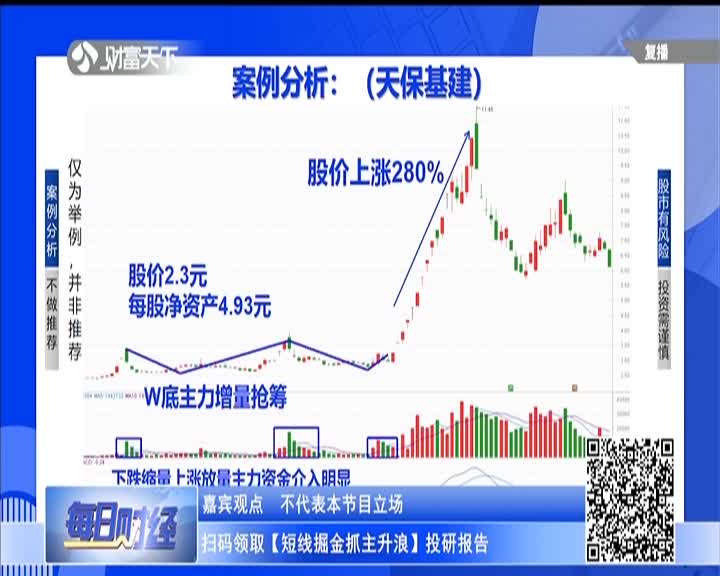 财富天下
复播
案例分析：（天保基建）
11.48
股价上涨280%
仅为举例，并非推荐
案例分析
不做推荐
股市有风险
投资需谨慎
股价2.3元
每股净资产4.93元
W底主力增量抢筹
下跌缩量上涨放量主力资金介入明显
每日财经
嘉宾观点 不代表本节目立场
扫码领取【短线掘金抓主升浪】投研报告